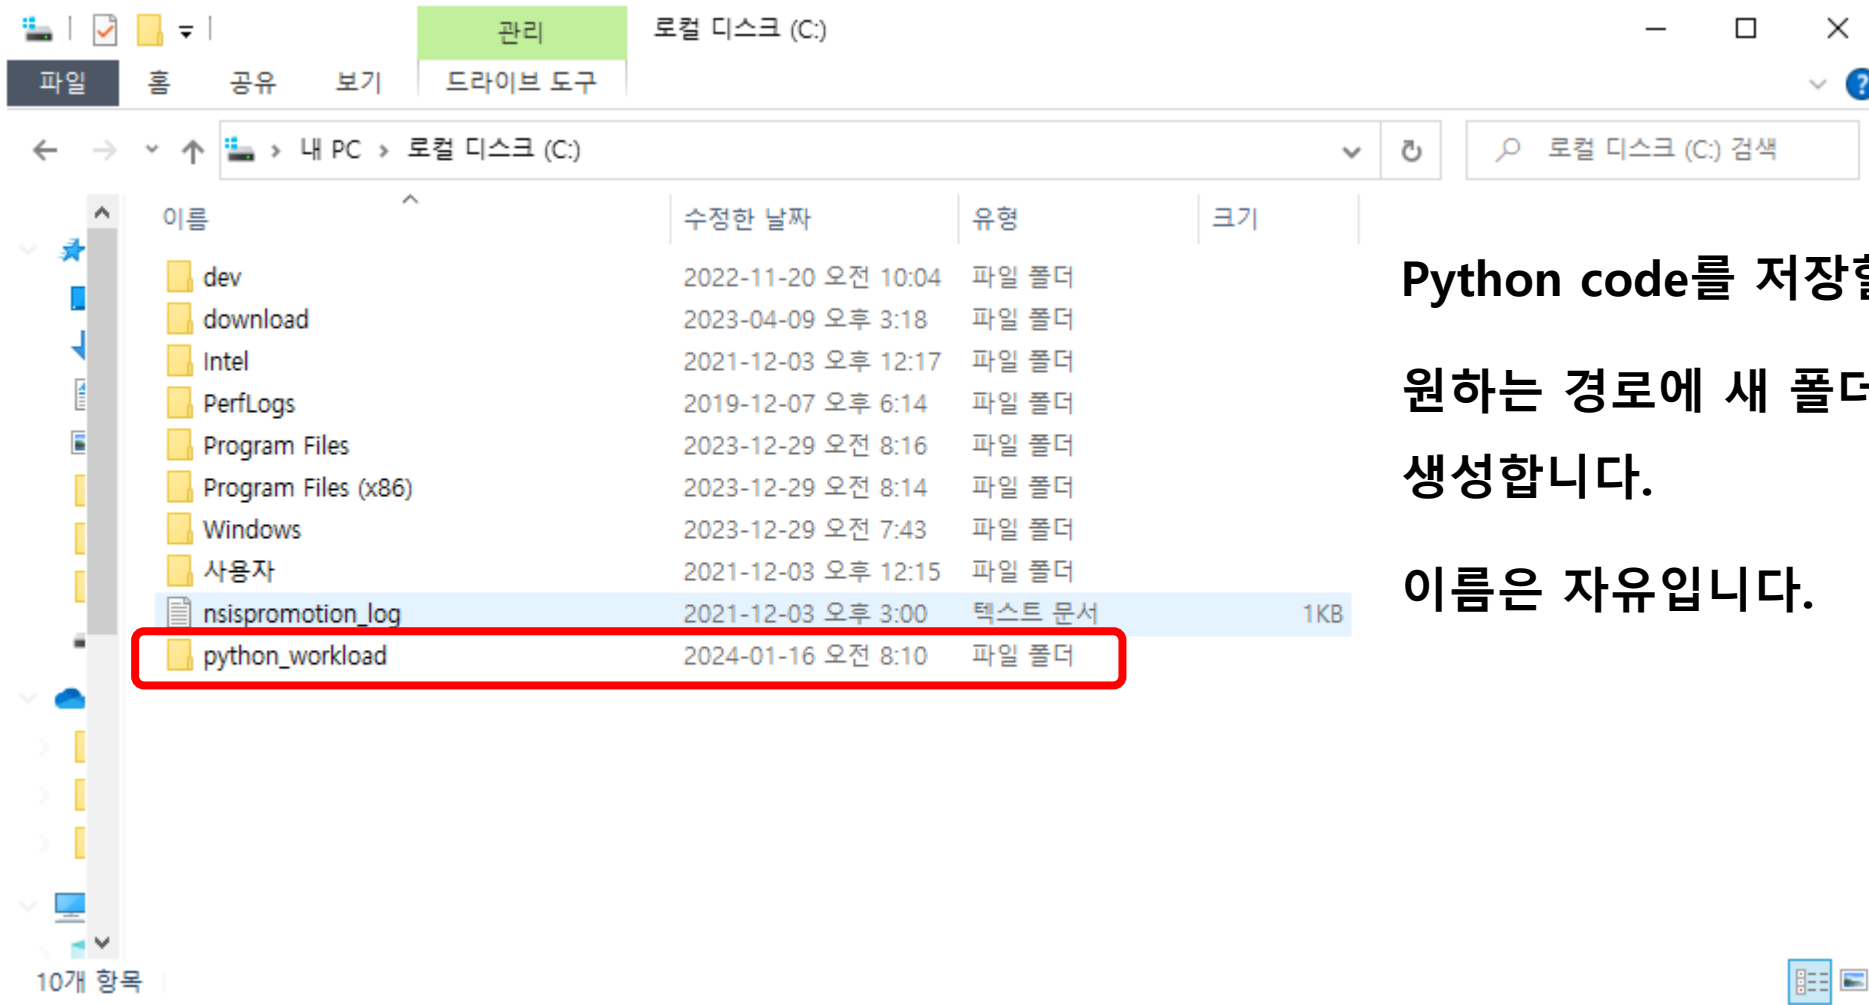 관리
로컬 디스크 (C:)
파일 홈 공유 보기 드라이브 도구
내 PC › 로컬 디스크 (C:)
로컬 디스크 (C:) 검색
이름 수정한 날짜 유형 크기
dev 2022-11-20 오전 10:04 파일 폴더
download 2023-04-09 오후 3:18 파일 폴더
Intel 2021-12-03 오후 12:17 파일 폴더
PerfLogs 2019-12-07 오후 6:14 파일 폴더
Program Files 2023-12-29 오전 8:16 파일 폴더
Program Files (x86) 2023-12-29 오전 8:14 파일 폴더
Windows 2023-12-29 오전 7:43 파일 폴더
사용자 2021-12-03 오후 12:15 파일 폴더
nsispromotion_log 2021-12-03 오후 3:00 텍스트 문서 1KB
python_workload 2024-01-16 오전 8:10 파일 폴더
10개 항목
Python code를 저장할
원하는 경로에 새 폴더
생성합니다.
이름은 자유입니다.